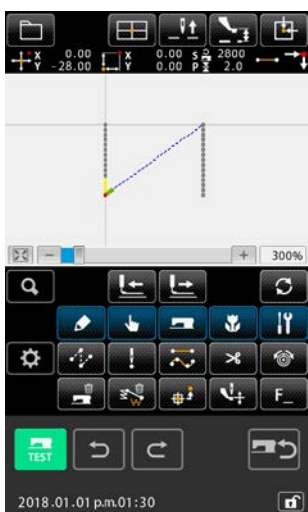 X 0.00 X 0.00 S 2800
Y -28.00 Y 0.00 P 2.0
300%
F_
TEST
2018.01.01 p.m.01:30